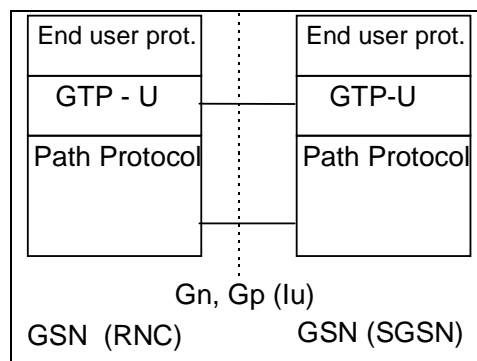 End user prot.
End user prot.
GTP - U
GTP-U
Path Protocol
Path Protocol
Gn, Gp (Iu)
GSN (RNC)
GSN (SGSN)